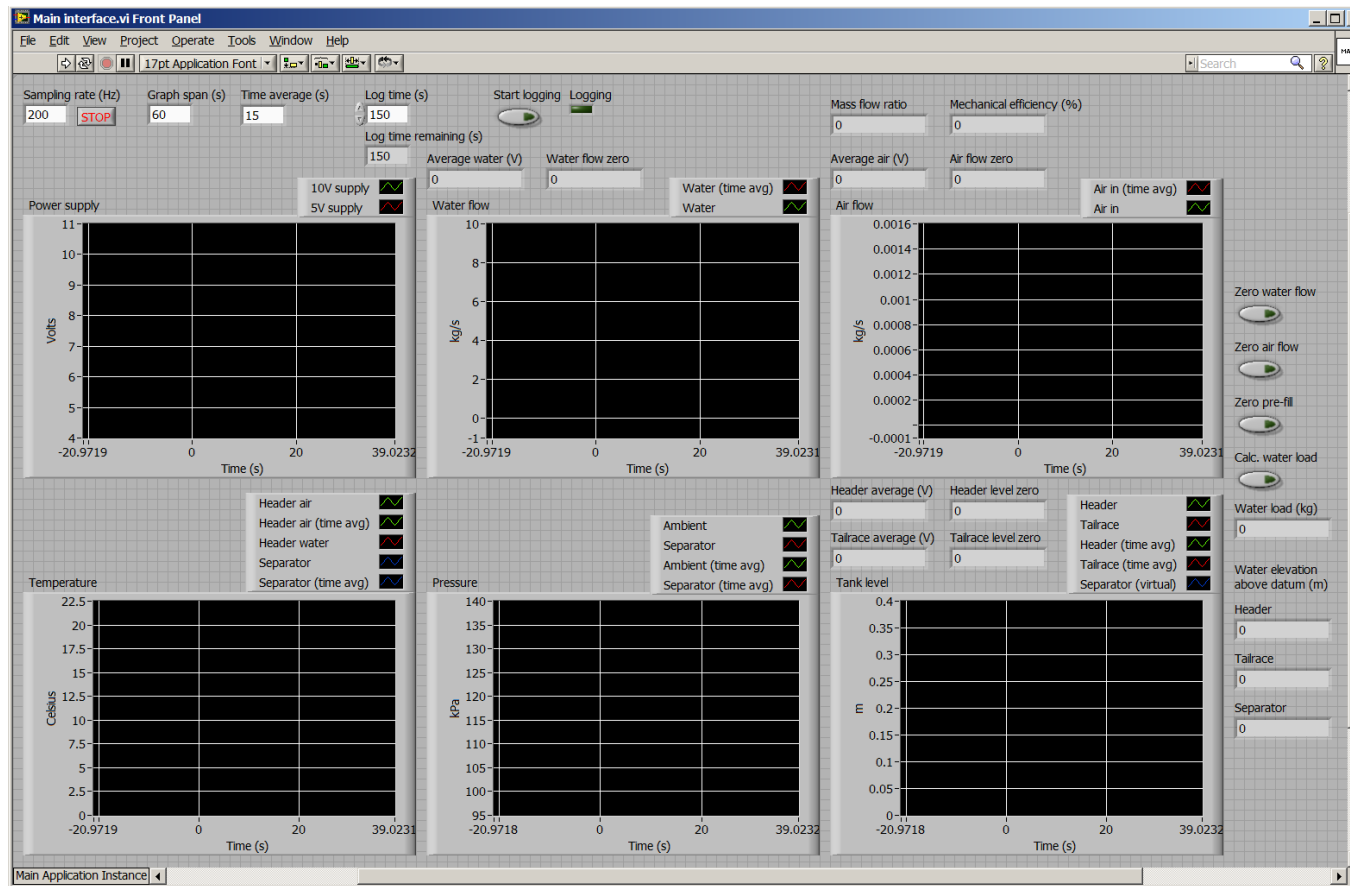 Main interface.vi Front Panel
File Edit View Project Operate Tools Window Help
17pt Application Font
Search
Sampling rate (Hz) Graph span (s) Time average (s) Log time (s) Start logging Logging
200 STOP 60 15 150
Log time remaining (s)
150
Mass flow ratio Mechanical efficiency (%)
0 0
Average water (V) Water flow zero
0 0
Average air (V) Air flow zero
0 0
10V supply
5V supply
Power supply
11
10
9
8
7
6
5
4
Volts
-20.9719 0 20 39.0232
Time (s)
Water (time avg)
Water
Water flow
10
8
6
4
2
0
-1
kg/s
-20.9719 0 20 39.0231
Time (s)
Air in (time avg)
Air in
Air flow
0.0016
0.0014
0.0012
0.001
0.0008
0.0006
0.0004
0.0002
-0.0001
kg/s
-20.9719 0 20 39.0231
Time (s)
Zero water flow
Zero air flow
Zero pre-fill
Calc. water load
Water load (kg)
0
Water elevation
above datum (m)
Header
0
Tailrace
0
Separator
0
Header air
Header air (time avg)
Header water
Separator
Separator (time avg)
Temperature
22.5
20
17.5
15
12.5
10
7.5
5
2.5
0
Celsius
-20.9719 0 20 39.0231
Time (s)
Ambient
Separator
Ambient (time avg)
Separator (time avg)
Pressure
140
135
130
125
120
115
110
105
100
95
kPa
-20.9718 0 20 39.0232
Time (s)
Header average (V) Header level zero
0 0
Tailrace average (V) Tailrace level zero
0 0
Header
Tailrace
Header (time avg)
Tailrace (time avg)
Separator (virtual)
Tank level
0.4
0.35
0.3
0.25
0.2
0.15
0.1
0.05
0
m
-20.9718 0 20 39.0232
Time (s)
Main Application Instance